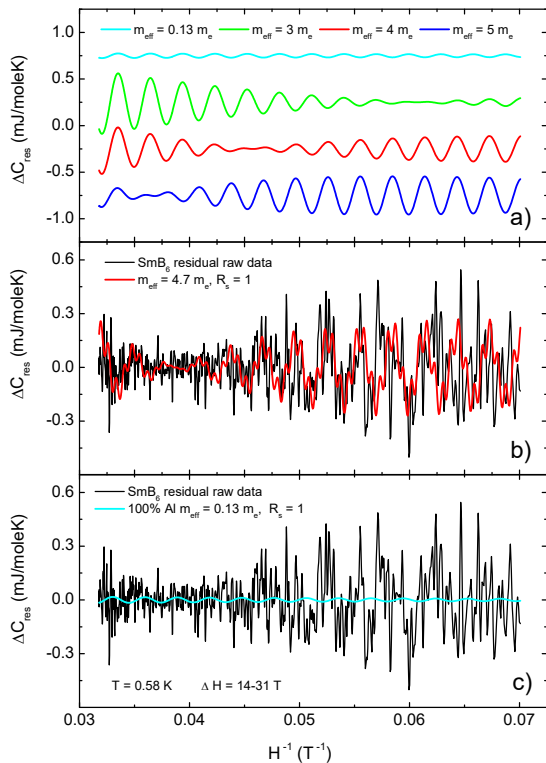 m_eff = 0.13 m_e   m_eff = 3 m_e   m_eff = 4 m_e   m_eff = 5 m_e
1.0
0.5
0.0
-0.5
-1.0
ΔC_res (mJ/moleK)
a)
SmB_6 residual raw data
m_eff = 4.7 m_e, R_s = 1
0.6
0.3
0.0
-0.3
ΔC_res (mJ/moleK)
b)
SmB_6 residual raw data
100% Al m_eff = 0.13 m_e, R_s = 1
0.6
0.3
0.0
-0.3
ΔC_res (mJ/moleK)
T = 0.58 K   Δ H = 14-31 T
c)
0.03 0.04 0.05 0.06 0.07
H^-1 (T^-1)